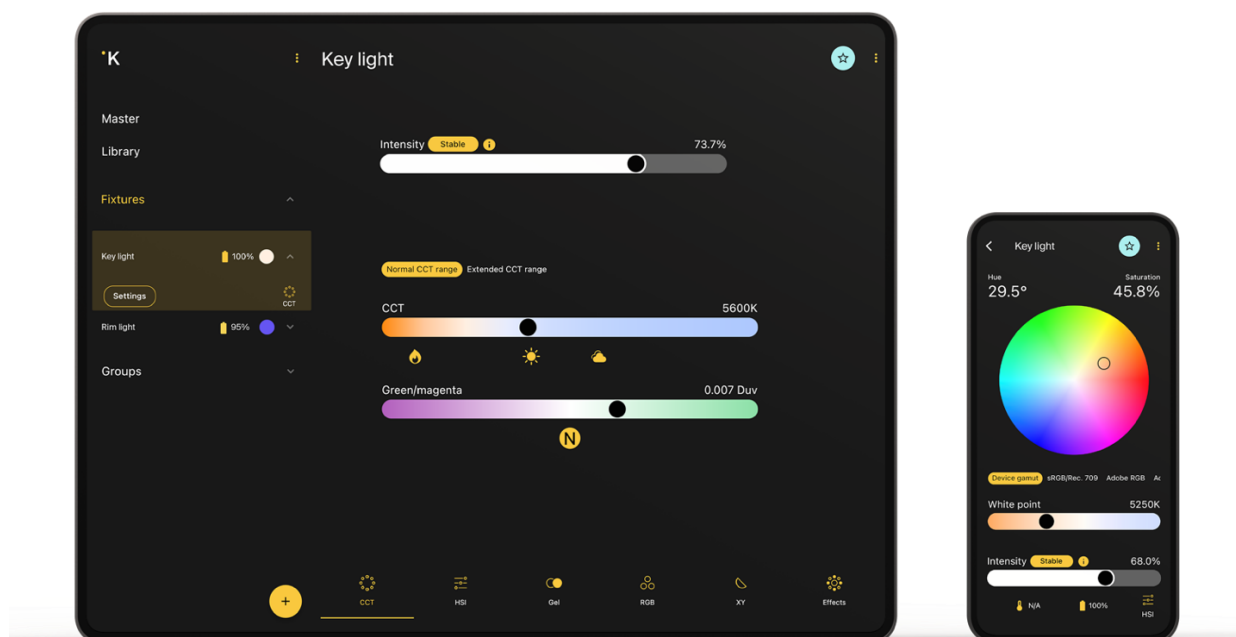 K
Key light
Master
Library
Intensity Stable i 73.7%
Fixtures
Key light 100%
Settings
CCT
Rim light 95%
Groups
Normal CCT range Extended CCT range
CCT 5600K
Green/magenta 0.007 Duv
N
+
CCT HSI Gel RGB XY Effects
Key light
Hue Saturation
29.5° 45.8%
Device gamut sRGB/Rec. 709 Adobe RGB Ac
White point 5250K
Intensity Stable i 68.0%
N/A 100% HSI